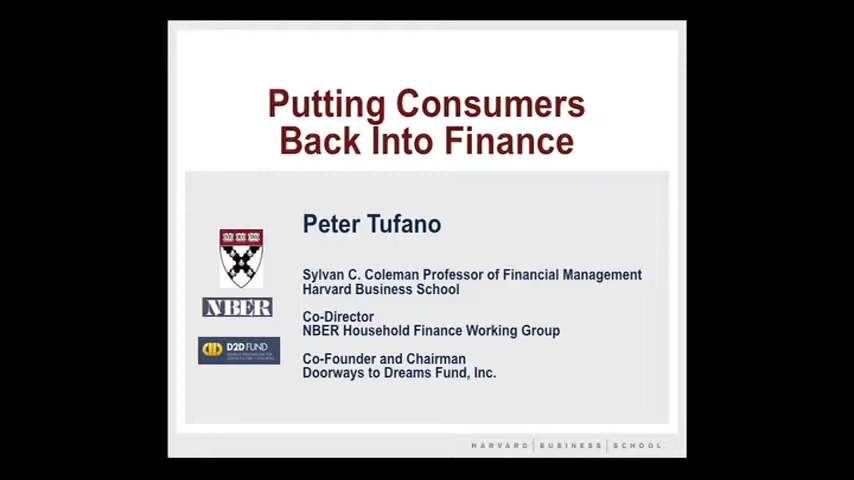 Putting Consumers
Back Into Finance
Peter Tufano
Sylvan C. Coleman Professor of Financial Management
Harvard Business School
NBER
Co-Director
NBER Household Finance Working Group
D2D FUND
Co-Founder and Chairman
Doorways to Dreams Fund, Inc.
HARVARD | BUSINESS | SCHOOL